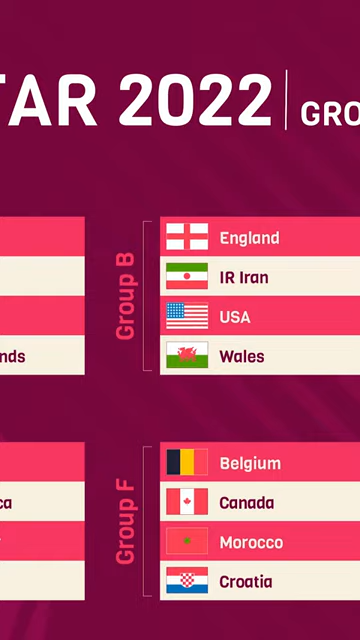 TAR 2022 | GRO
Group B
England
IR Iran
USA
nds
Wales
Group F
Belgium
ca
Canada
Morocco
Croatia